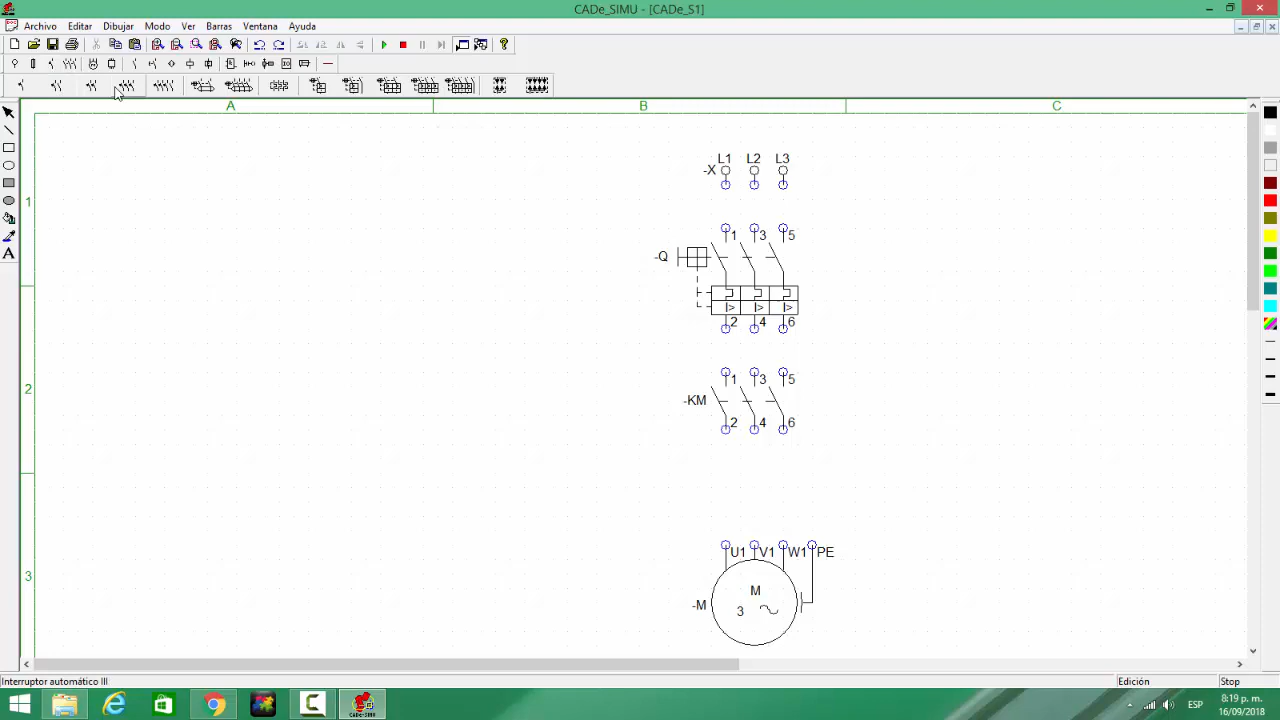 CADe_SIMU - [CADe_S1]
Archivo Editar Dibujar Modo Ver Barras Ventana Ayuda
A B C
L1 L2 L3
-X
1
1 3 5
-Q
I> I> I>
2 4 6
1 3 5
2
-KM
2 4 6
U1 V1 W1 PE
3
M
-M
3
Interruptor automático III
Edición
Stop
ESP
8:19 p. m.
16/09/2018